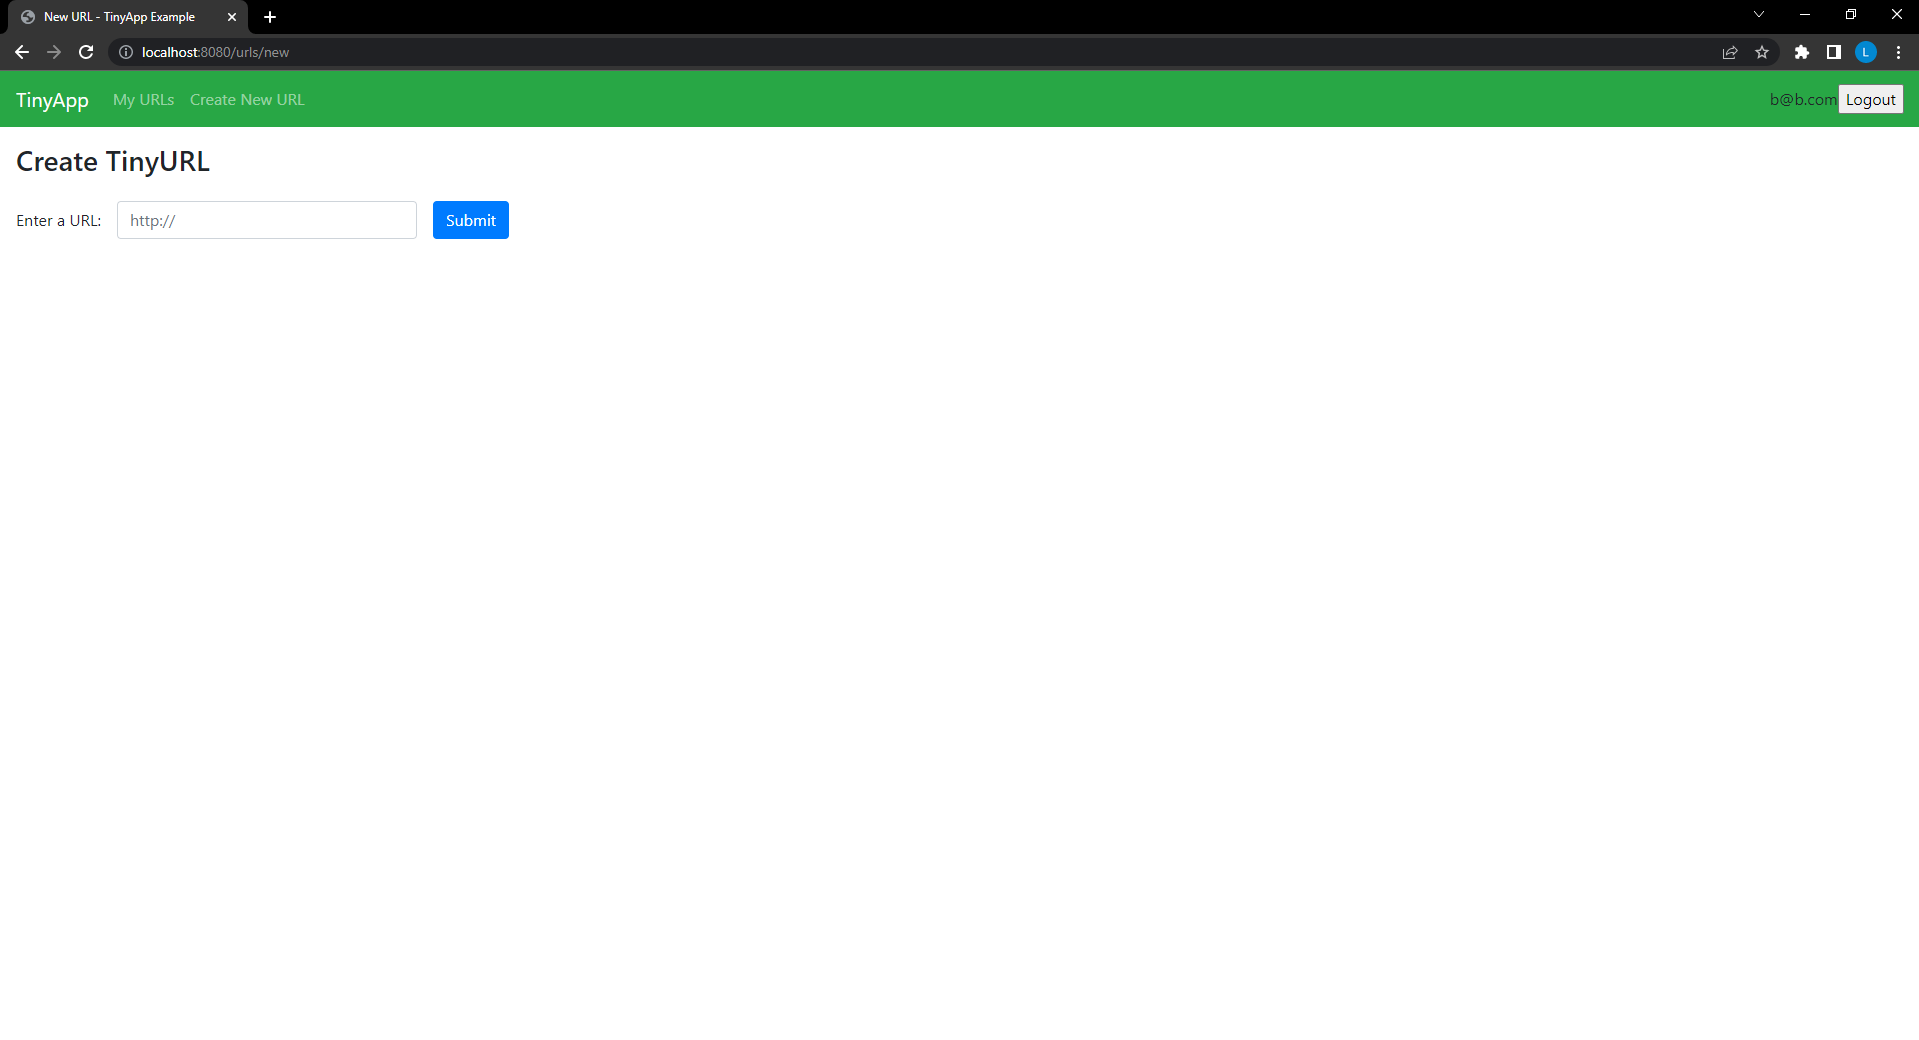 New URL - TinyApp Example
localhost:8080/urls/new
L
TinyApp My URLs Create New URL b@b.com Logout
Create TinyURL
Enter a URL: http:// Submit